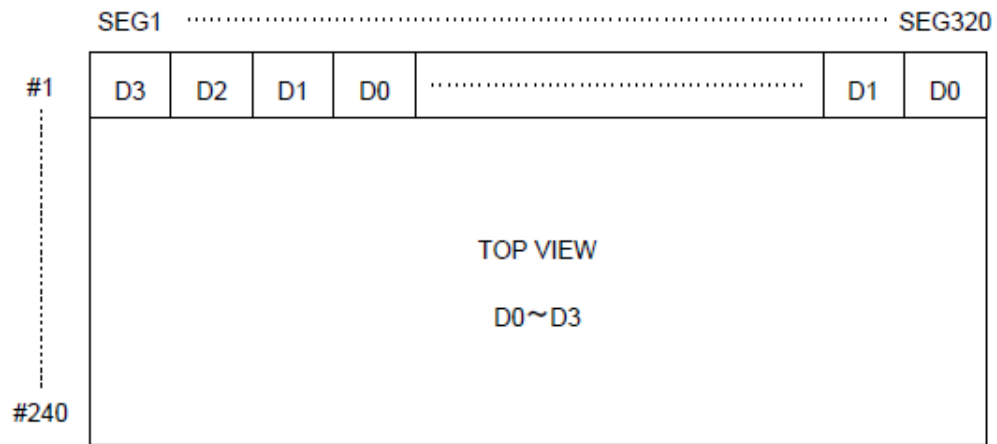 SEG1 SEG320
#1 D3 D2 D1 D0 D1 D0
TOP VIEW
D0~D3
#240